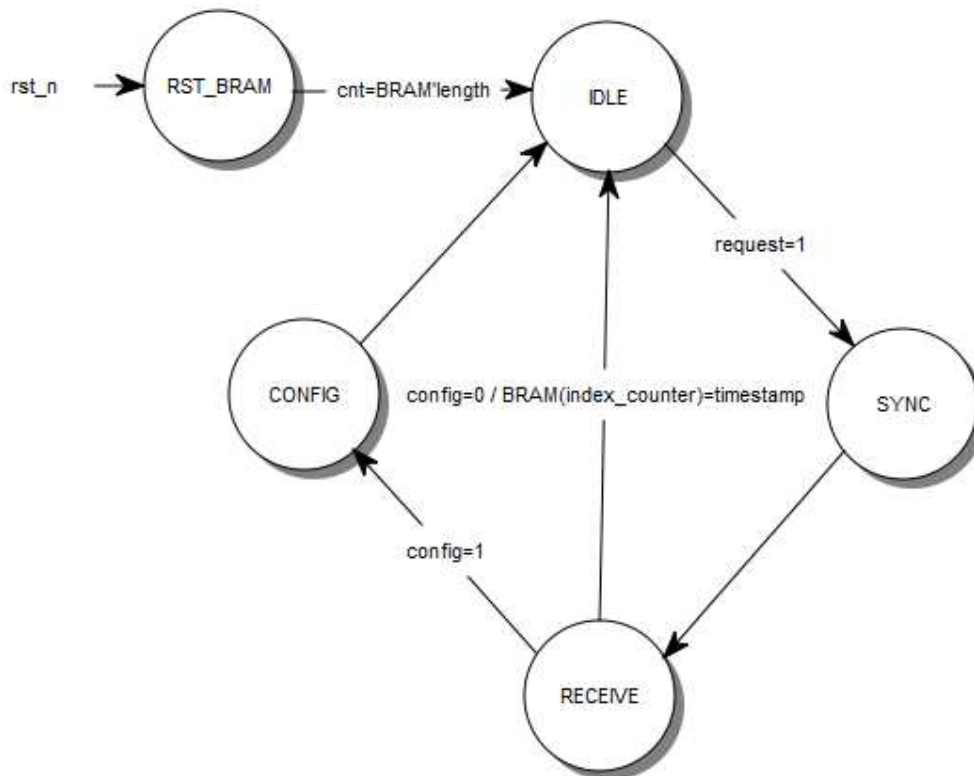 rst_n
RST_BRAM
cnt=BRAM'length
IDLE
request=1
CONFIG
config=0 / BRAM(index_counter)=timestamp
SYNC
config=1
RECEIVE